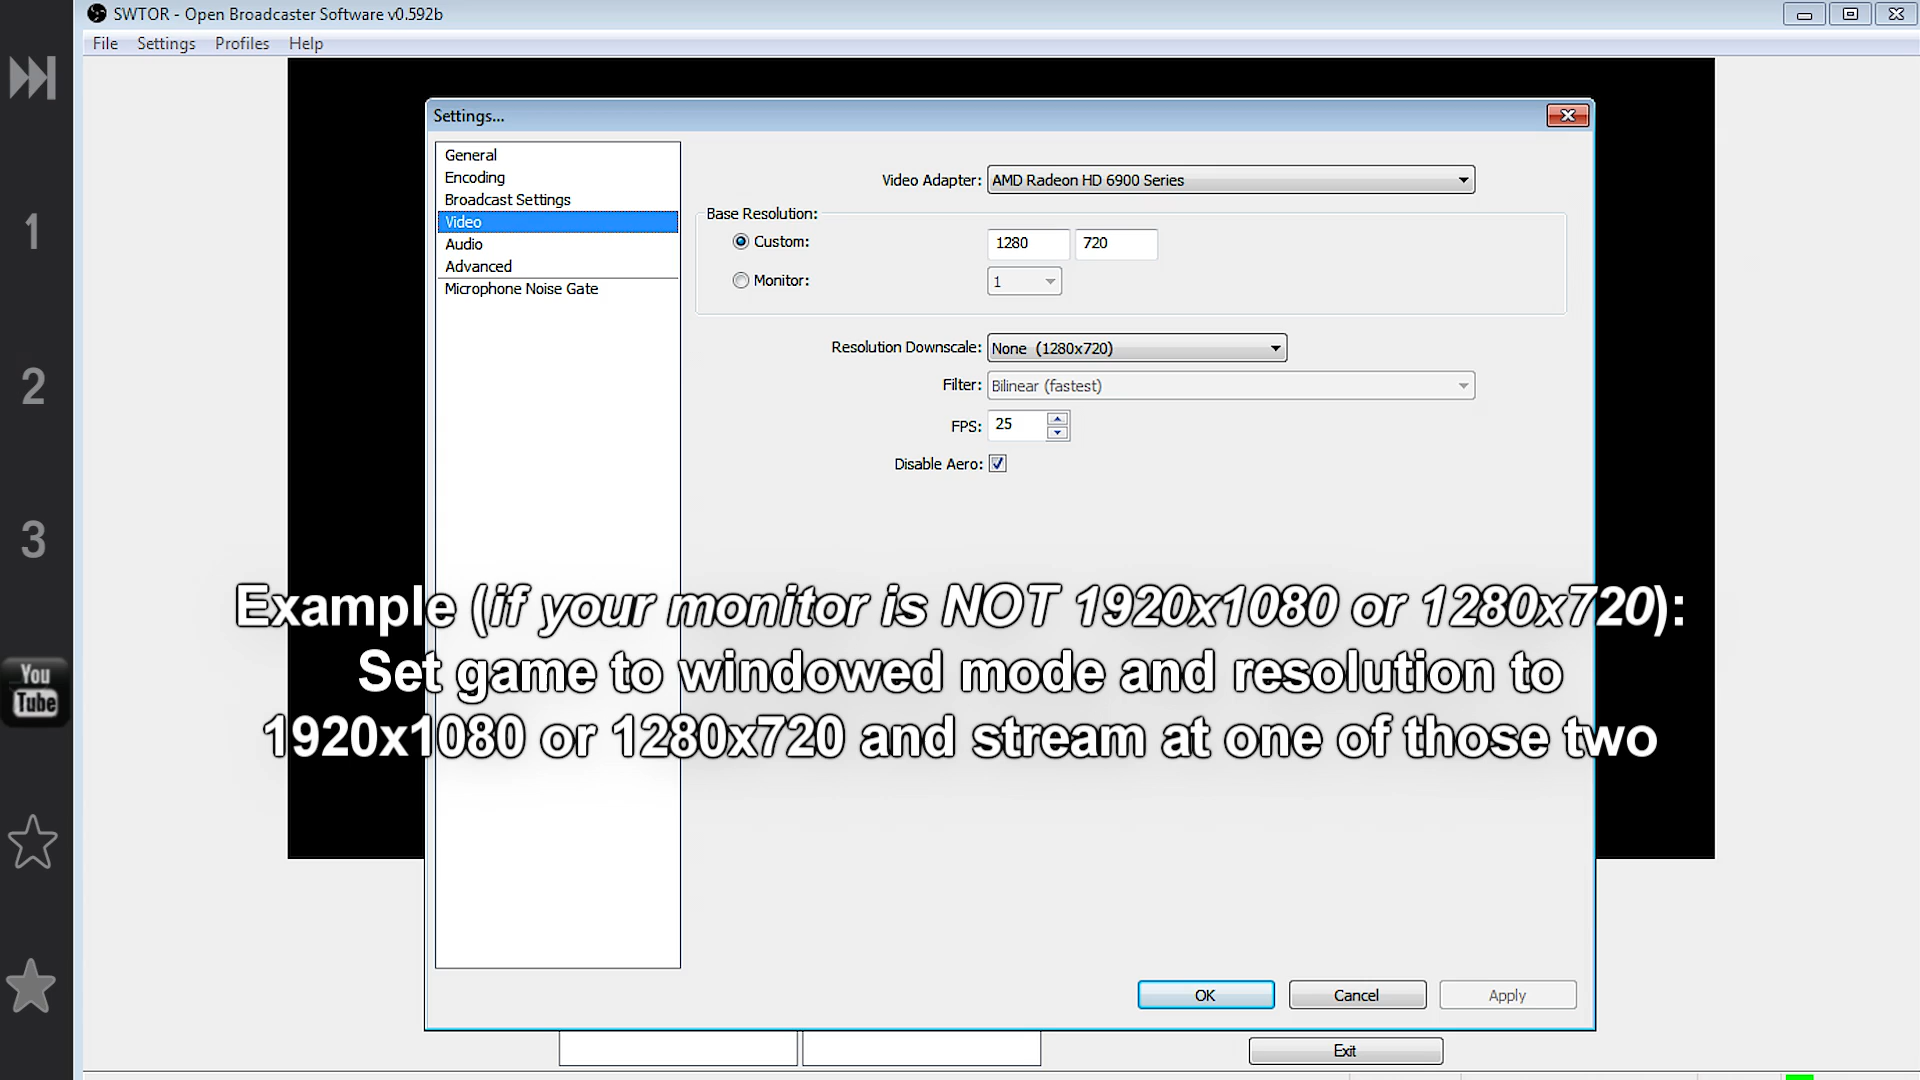 SWTOR - Open Broadcaster Software v0.592b
File Settings Profiles Help
Settings...
General
Encoding
Broadcast Settings
Video
Audio
Advanced
Microphone Noise Gate
Video Adapter: AMD Radeon HD 6900 Series
Base Resolution:
Custom: 1280 720
Monitor: 1
Resolution Downscale: None (1280x720)
Filter: Bilinear (fastest)
FPS: 25
Disable Aero:
1
2
3
You
Tube
Example (if your monitor is NOT 1920x1080 or 1280x720):
Set game to windowed mode and resolution to
1920x1080 or 1280x720 and stream at one of those two
OK Cancel Apply
Exit